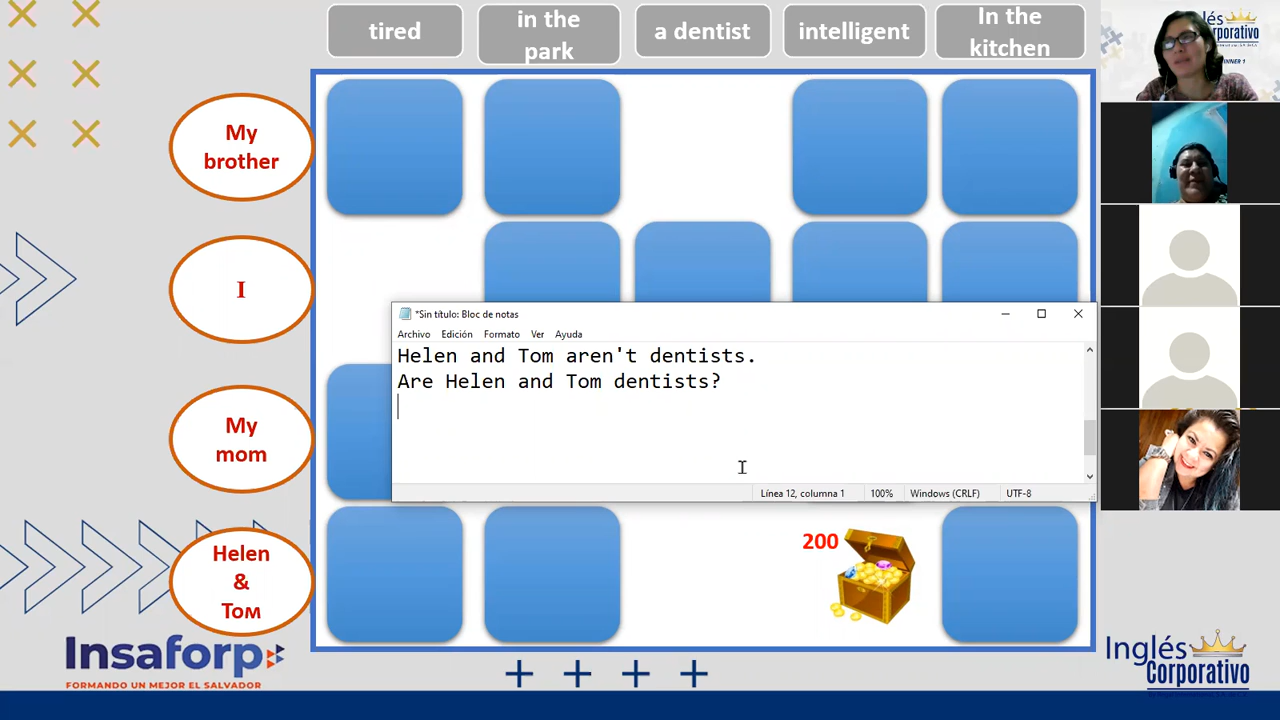 tired
in the
park
a dentist
intelligent
In the
kitchen
Inglés
Corporativo
BEGINNER 1
My
brother
I
*Sin título: Bloc de notas
Archivo Edición Formato Ver Ayuda
Helen and Tom aren't dentists.
Are Helen and Tom dentists?
Línea 12, columna 1 100% Windows (CRLF) UTF-8
My
mom
Helen
&
Tom
200
Insaforp
FORMANDO UN MEJOR EL SALVADOR
Inglés
Corporativo